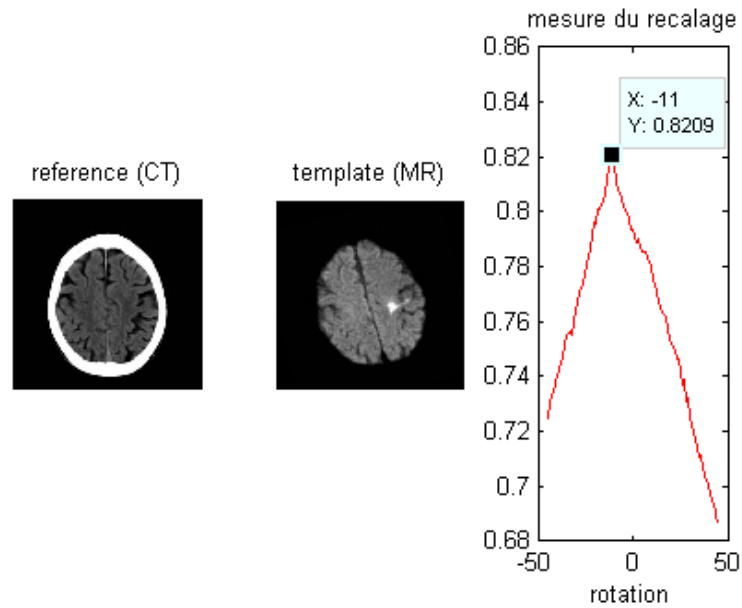 mesure du recalage
0.86
0.84
X: -11
Y: 0.8209
0.82
reference (CT)
template (MR)
0.8
0.78
0.76
0.74
0.72
0.7
0.68
-50
0
50
rotation